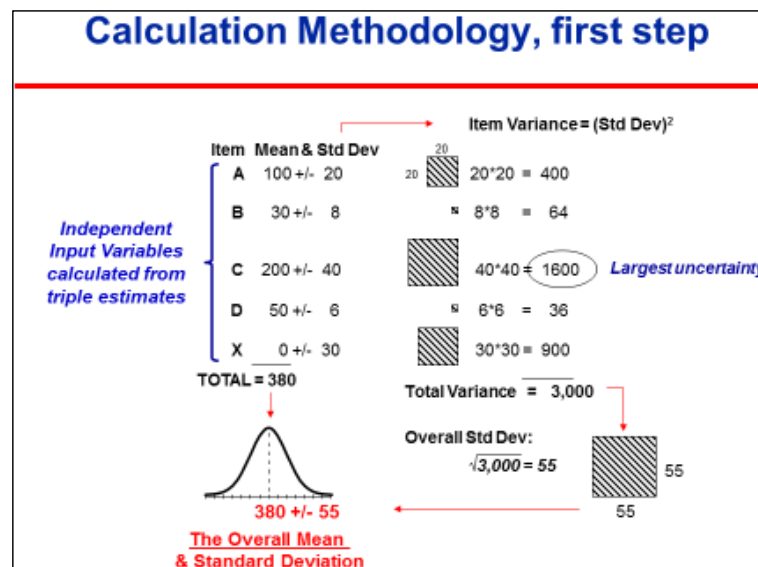 Calculation Methodology, first step
Item Variance = (Std Dev)²
Item Mean & Std Dev
20
A 100 +/- 20
20
20*20 = 400
B 30 +/- 8
8*8 = 64
Independent
Input Variables
calculated from
triple estimates
C 200 +/- 40
40*40 = 1600
Largest uncertainty
D 50 +/- 6
6*6 = 36
X 0 +/- 30
30*30 = 900
TOTAL = 380
Total Variance = 3,000
Overall Std Dev:
√3,000 = 55
55
55
380 +/- 55
The Overall Mean
& Standard Deviation